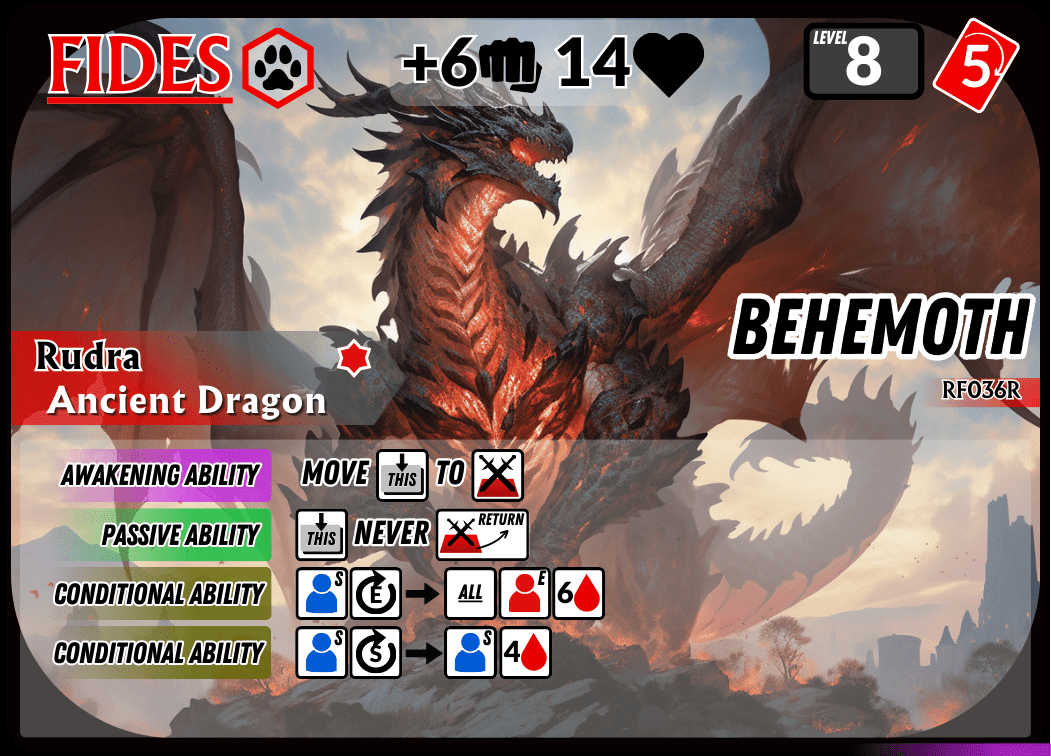 FIDES
+6 14
LEVEL 8
5
BEHEMOTH
RF036R
Rudra
Ancient Dragon
AWAKENING ABILITY MOVE THIS TO
PASSIVE ABILITY THIS NEVER RETURN
CONDITIONAL ABILITY S E ALL E 6
CONDITIONAL ABILITY S S S 4